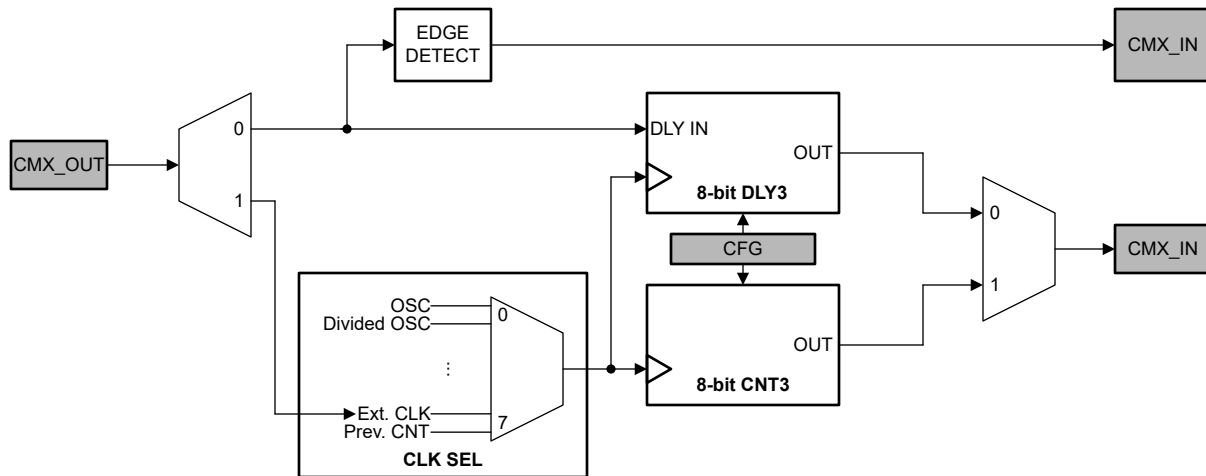 EDGE
DETECT
CMX_IN
0
DLY IN
CMX_OUT
OUT
1
8-bit DLY3
0
CFG
CMX_IN
1
OSC
0
Divided OSC
OUT
⋮
Ext. CLK
7
8-bit CNT3
Prev. CNT
CLK SEL